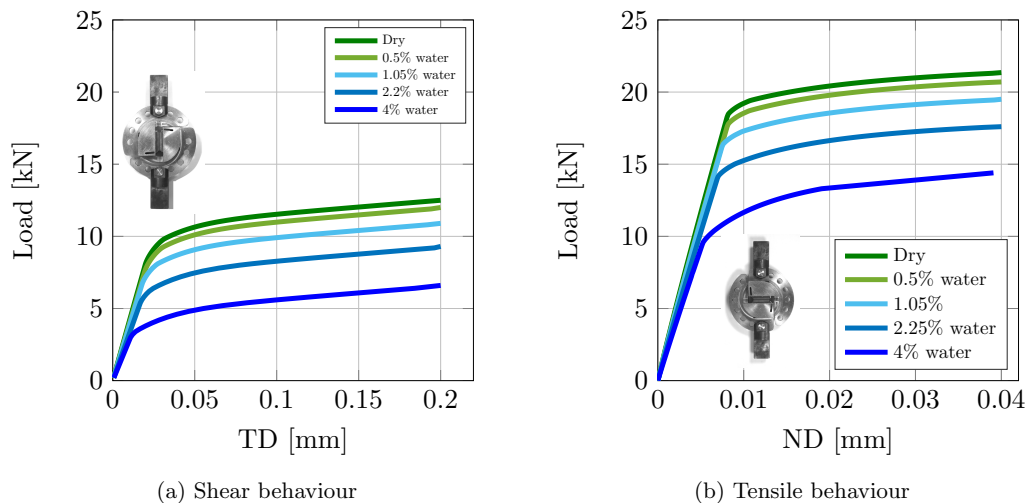 25
20
15
10
5
0
0
0.05
0.1
0.15
0.2
Load [kN]
TD [mm]
Dry
0.5% water
1.05% water
2.2% water
4% water
(a) Shear behaviour
25
20
15
10
5
0
0
0.01
0.02
0.03
0.04
Load [kN]
ND [mm]
Dry
0.5% water
1.05%
2.25% water
4% water
(b) Tensile behaviour